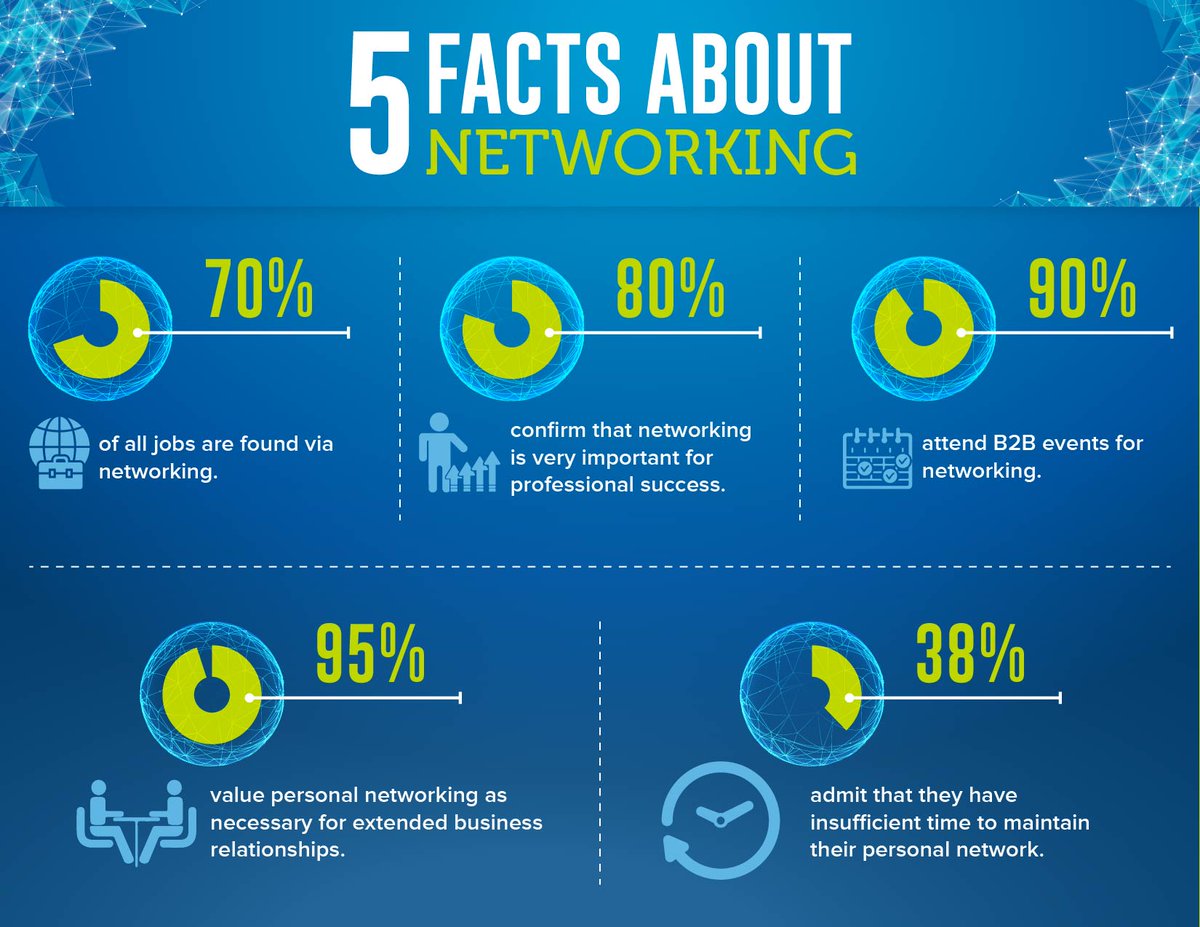 5 FACTS ABOUT
NETWORKING
70%
of all jobs are found via
networking.
80%
confirm that networking
is very important for
professional success.
90%
attend B2B events for
networking.
95%
value personal networking as
necessary for extended business
relationships.
38%
admit that they have
insufficient time to maintain
their personal network.